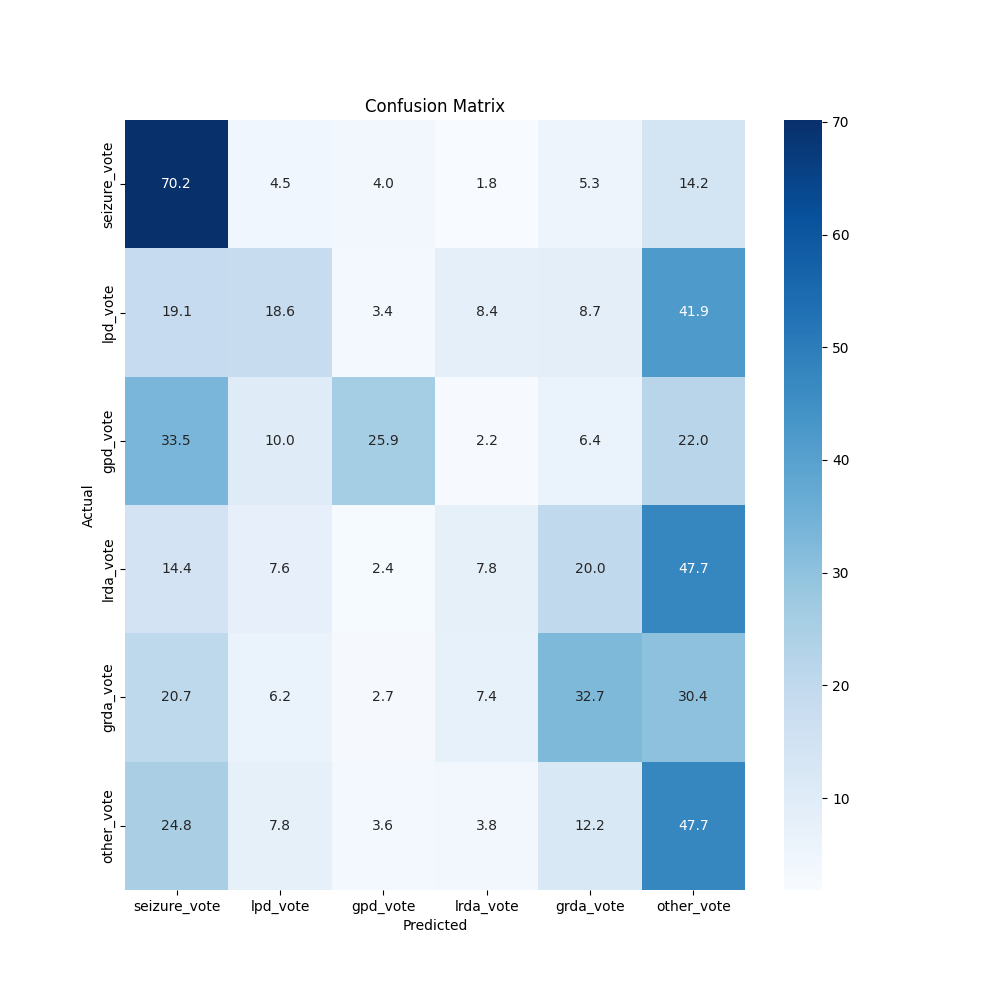 Confusion Matrix
seizure_vote 70.2 4.5 4.0 1.8 5.3 14.2
lpd_vote 19.1 18.6 3.4 8.4 8.7 41.9
gpd_vote 33.5 10.0 25.9 2.2 6.4 22.0
lrda_vote 14.4 7.6 2.4 7.8 20.0 47.7
grda_vote 20.7 6.2 2.7 7.4 32.7 30.4
other_vote 24.8 7.8 3.6 3.8 12.2 47.7
Actual
seizure_vote lpd_vote gpd_vote lrda_vote grda_vote other_vote
Predicted
70
60
50
40
30
20
10